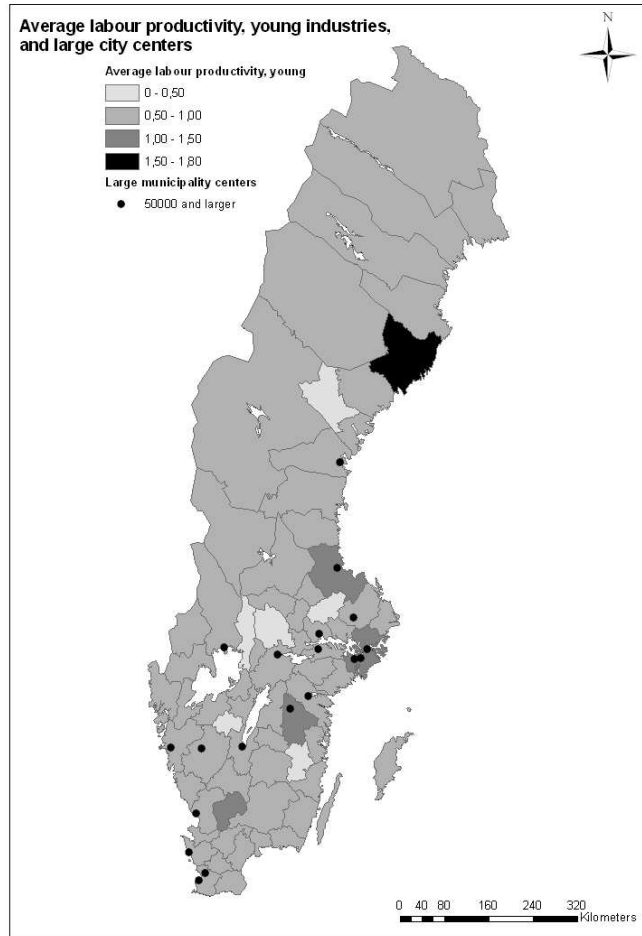 Average labour productivity, young industries,
and large city centers
N
Average labour productivity, young
0 - 0,50
0,50 - 1,00
1,00 - 1,50
1,50 - 1,80
Large municipality centers
50000 and larger
0 40 80 160 240 320
Kilometers